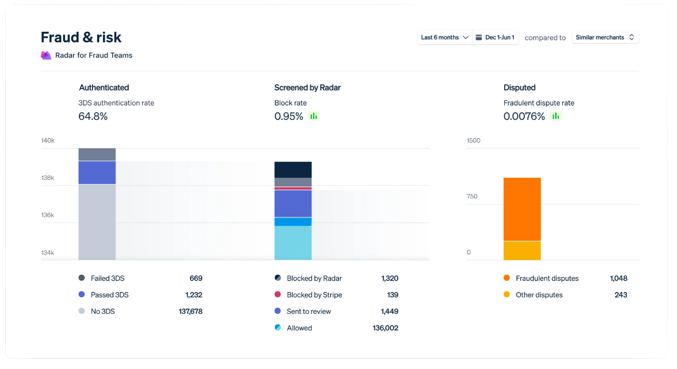 Fraud & risk
Last 6 months
Dec 1-Jun 1
compared to
Similar merchants
Radar for Fraud Teams
Authenticated
3DS authentication rate
64.8%
Screened by Radar
Block rate
0.95%
Disputed
Fradulent dispute rate
0.0076%
140k
138k
136k
134k
1500
750
0
Failed 3DS 669
Passed 3DS 1,232
No 3DS 137,678
Blocked by Radar 1,320
Blocked by Stripe 139
Sent to review 1,449
Allowed 136,002
Fraudulent disputes 1,048
Other disputes 243